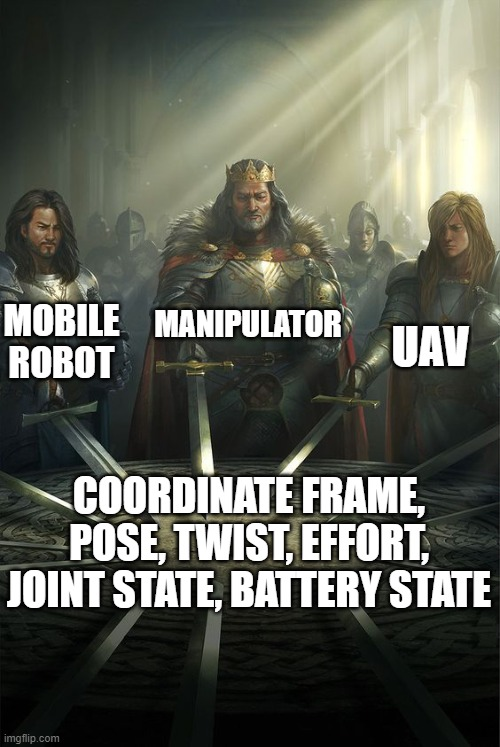 MOBILE
ROBOT
MANIPULATOR
UAV
COORDINATE FRAME,
POSE, TWIST, EFFORT,
JOINT STATE, BATTERY STATE
imgflip.com